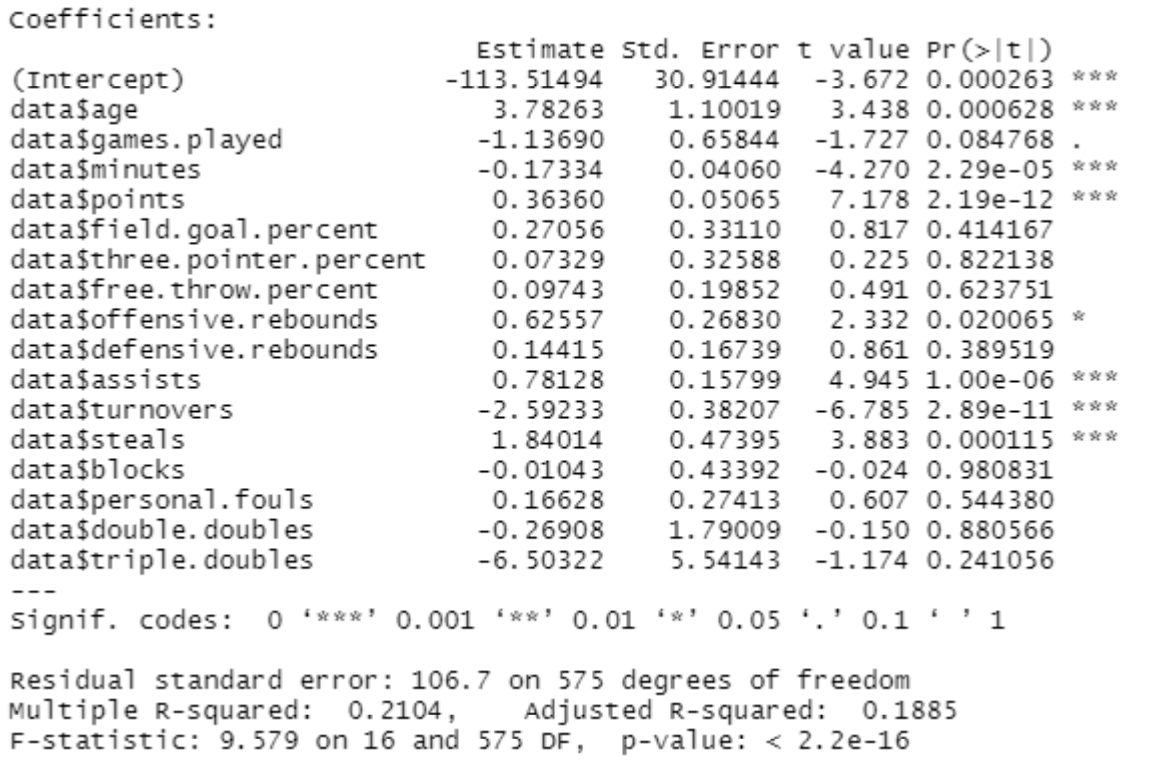 Coefficients:
                         Estimate Std. Error t value Pr(>|t|)
(Intercept)            -113.51494   30.91444  -3.672 0.000263 ***
data$age                  3.78263    1.10019   3.438 0.000628 ***
data$games.played        -1.13690    0.65844  -1.727 0.084768 .
data$minutes             -0.17334    0.04060  -4.270 2.29e-05 ***
data$points               0.36360    0.05065   7.178 2.19e-12 ***
data$field.goal.percent   0.27056    0.33110   0.817 0.414167
data$three.pointer.percent 0.07329   0.32588   0.225 0.822138
data$free.throw.percent   0.09743    0.19852   0.491 0.623751
data$offensive.rebounds   0.62557    0.26830   2.332 0.020065 *
data$defensive.rebounds   0.14415    0.16739   0.861 0.389519
data$assists              0.78128    0.15799   4.945 1.00e-06 ***
data$turnovers           -2.59233    0.38207  -6.785 2.89e-11 ***
data$steals               1.84014    0.47395   3.883 0.000115 ***
data$blocks              -0.01043    0.43392  -0.024 0.980831
data$personal.fouls       0.16628    0.27413   0.607 0.544380
data$double.doubles      -0.26908    1.79009  -0.150 0.880566
data$triple.doubles      -6.50322    5.54143  -1.174 0.241056
---
Signif. codes:  0 ‘***’ 0.001 ‘**’ 0.01 ‘*’ 0.05 ‘.’ 0.1 ‘ ’ 1
Residual standard error: 106.7 on 575 degrees of freedom
Multiple R-squared:  0.2104,    Adjusted R-squared:  0.1885
F-statistic: 9.579 on 16 and 575 DF,  p-value: < 2.2e-16